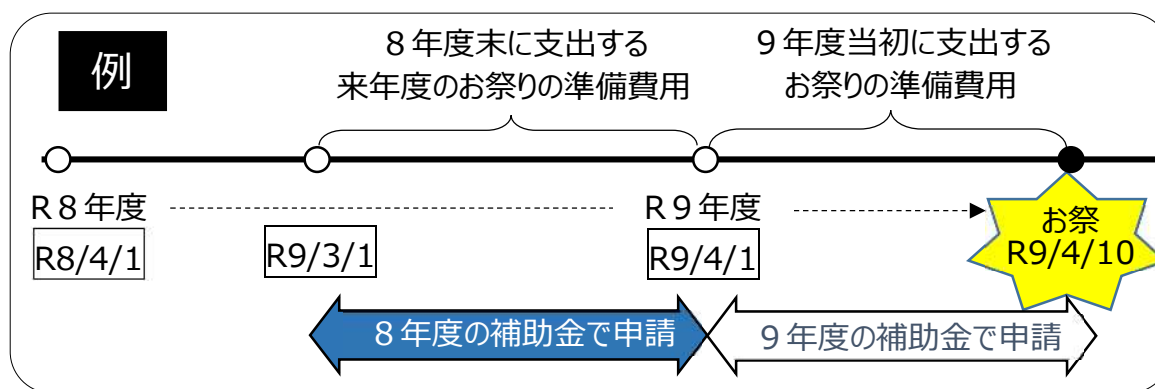 例
８年度末に支出する
来年度のお祭りの準備費用
９年度当初に支出する
お祭りの準備費用
R８年度
R９年度
R8/4/1
R9/3/1
R9/4/1
お祭
R9/4/10
８年度の補助金で申請
９年度の補助金で申請